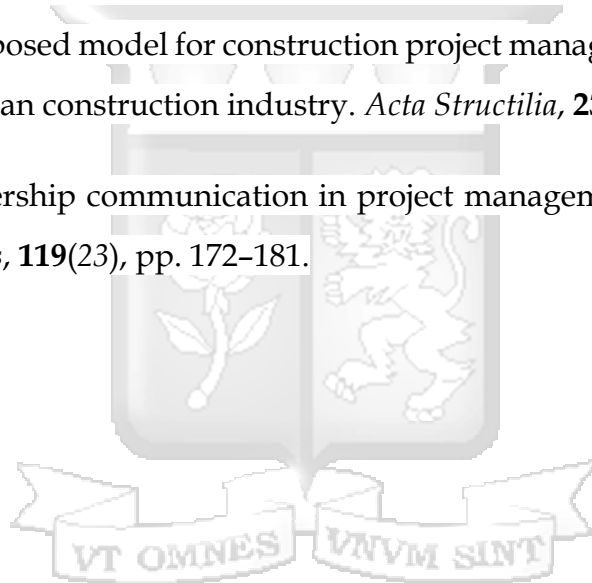 posed model for construction project manag
an construction industry. Acta Structilia, 2
ership communication in project managem
, 119(23), pp. 172–181.
VT OMNES VNVM SINT